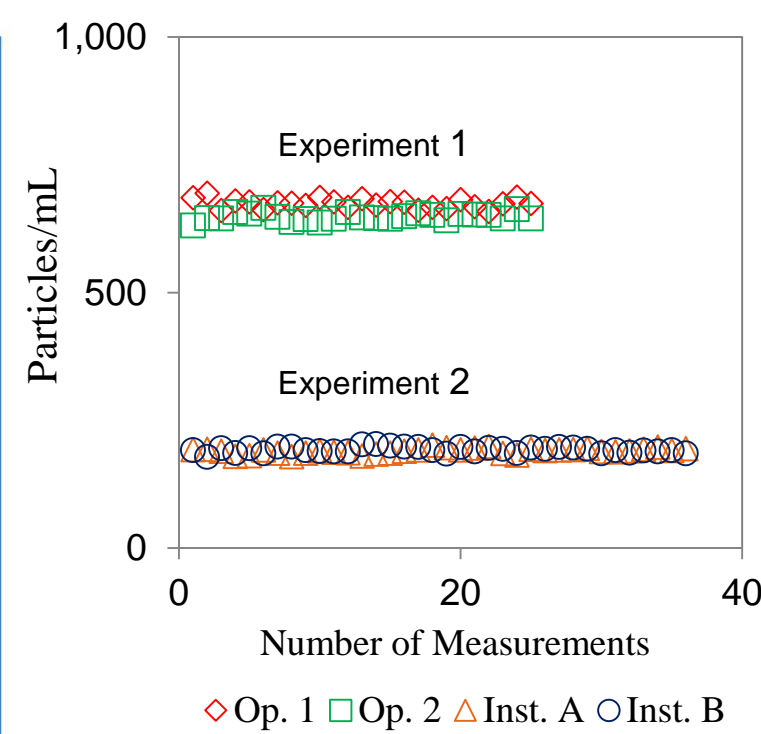 1,000
Experiment 1
Particles/mL
500
Experiment 2
0
0 20 40
Number of Measurements
Op. 1 Op. 2 Inst. A Inst. B